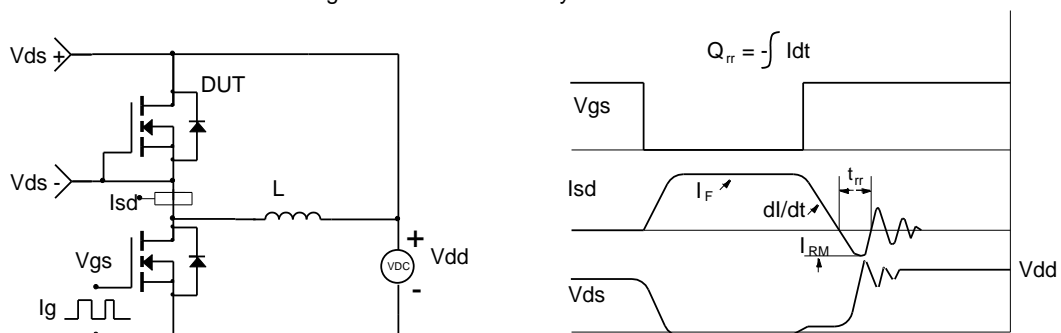 Vds +
DUT
Vds -
Isd
L
Vgs
Ig
+
VDC
-
Vdd
Qrr = -∫ Idt
Vgs
Isd
IF
dI/dt
trr
IRM
Vds
Vdd